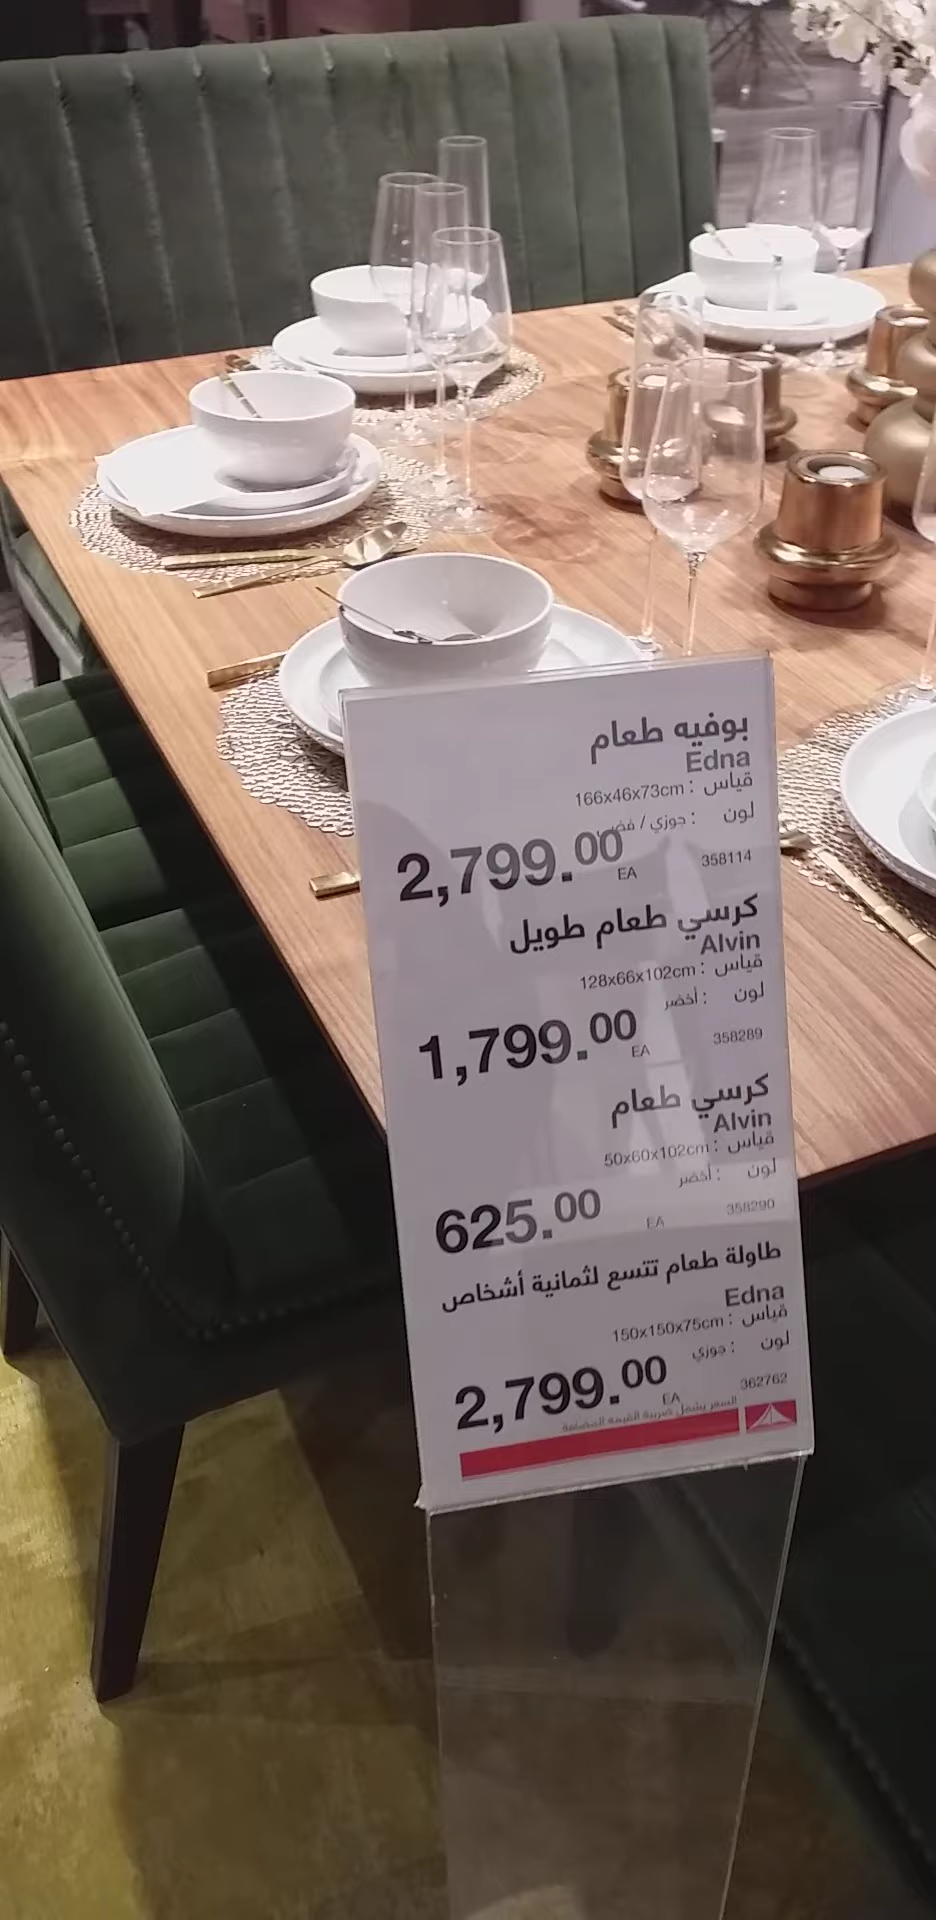 بوفيه طعام
Edna
قياس : 166x46x73cm
لون : جوزي /
2,799.00 EA 358114
كرسي طعام طويل
Alvin
قياس : 128x66x102cm
لون : أخضر
1,799.00 EA 358289
كرسي طعام
Alvin
قياس : 50x60x102cm
لون : أخضر
625.00 EA 358290
طاولة طعام تتسع لثمانية أشخاص
Edna
قياس : 150x150x75cm
لون : جوزي
2,799.00 EA 362762
السعر يشمل ضريبة القيمة المضافة